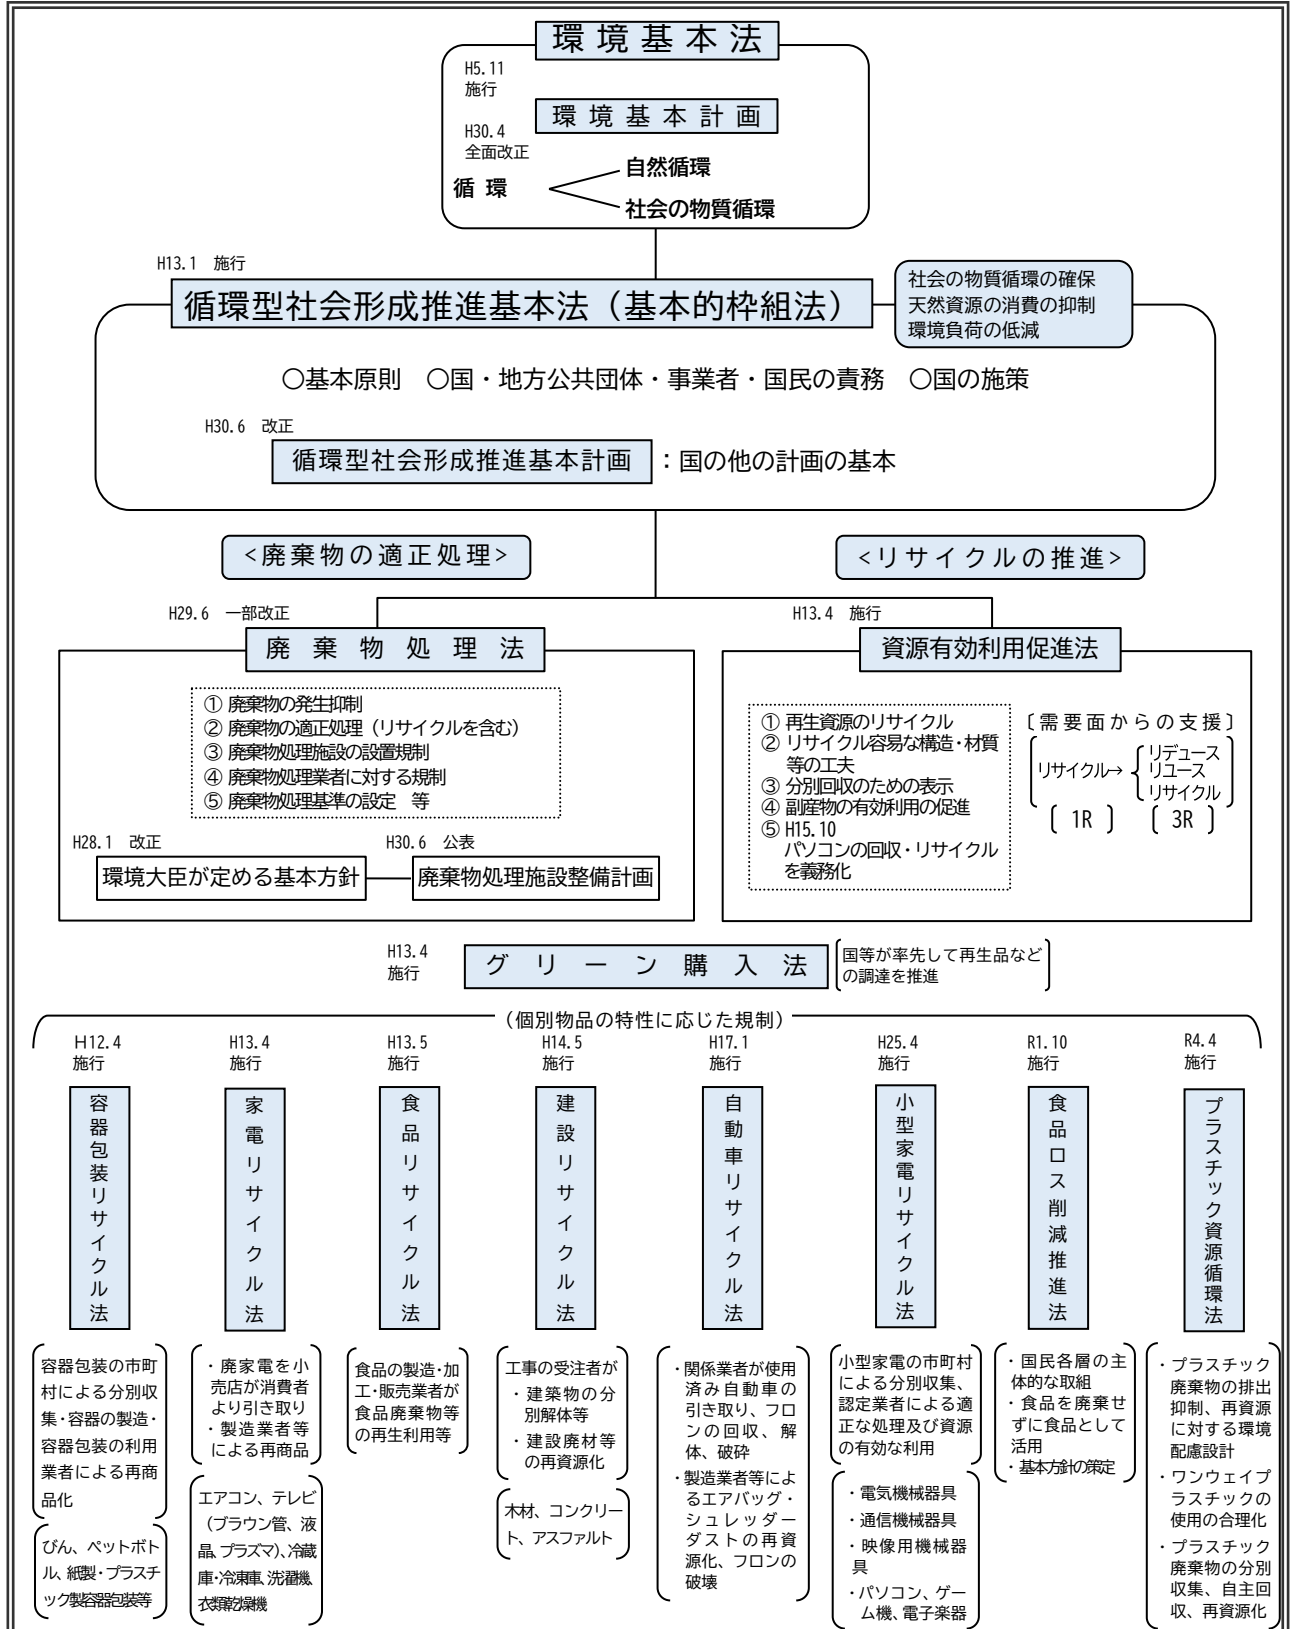 環境基本法
H5.11
施行
環境基本計画
H30.4
全面改正
循環
自然循環
社会の物質循環
H13.1 施行
循環型社会形成推進基本法(基本的枠組法)
社会の物質循環の確保
天然資源の消費の抑制
環境負荷の低減
○基本原則 ○国・地方公共団体・事業者・国民の責務 ○国の施策
H30.6 改正
循環型社会形成推進基本計画:国の他の計画の基本
<廃棄物の適正処理>
<リサイクルの推進>
H29.6 一部改正
廃棄物処理法
① 廃棄物の発生抑制
② 廃棄物の適正処理(リサイクルを含む)
③ 廃棄物処理施設の設置規制
④ 廃棄物処理業者に対する規制
⑤ 廃棄物処理基準の設定 等
H28.1 改正
環境大臣が定める基本方針
H30.6 公表
廃棄物処理施設整備計画
H13.4 施行
資源有効利用促進法
① 再生資源のリサイクル
② リサイクル容易な構造・材質
等の工夫
③ 分別回収のための表示
④ 副産物の有効利用の促進
⑤ H15.10
パソコンの回収・リサイクル
を義務化
〔需要面からの支援〕
リサイクル→
リデュース
リユース
リサイクル
[ 1R ] [ 3R ]
H13.4
施行
グリーン購入法
国等が率先して再生品など
の調達を推進
(個別物品の特性に応じた規制)
H12.4
施行
容器包装リサイクル法
容器包装の市町
村による分別収
集・容器の製造・
容器包装の利用
業者による再商
品化
びん、ペットボト
ル、紙製・プラスチ
ック製容器包装等
H13.4
施行
家電リサイクル法
・廃家電を小
売店が消費者
より引き取り
・製造業者等
による再商品
エアコン、テレビ
(ブラウン管、液
晶、プラズマ)、冷蔵
庫・冷凍庫、洗濯機、
衣類乾燥機
H13.5
施行
食品リサイクル法
食品の製造・加
工・販売業者が
食品廃棄物等
の再生利用等
H14.5
施行
建設リサイクル法
工事の受注者が
・建築物の分
別解体等
・建設廃材等
の再資源化
木材、コンクリー
ト、アスファルト
H17.1
施行
自動車リサイクル法
・関係業者が使用
済み自動車の
引き取り、フロ
ンの回収、解
体、破砕
・製造業者等によ
るエアバッグ・
シュレッダー
ダストの再資
源化、フロンの
破壊
H25.4
施行
小型家電リサイクル法
小型家電の市町村
による分別収集、
認定業者による適
正な処理及び資源
の有効な利用
・電気機械器具
・通信機械器具
・映像用機械器
具
・パソコン、ゲー
ム機、電子楽器
R1.10
施行
食品ロス削減推進法
・国民各層の主
体的な取組
・食品を廃棄せ
ずに食品として
活用
・基本方針の策定
R4.4
施行
プラスチック資源循環法
・プラスチック
廃棄物の排出
抑制、再資源
に対する環境
配慮設計
・ワンウェイプ
ラスチックの
使用の合理化
・プラスチック
廃棄物の分別
収集、自主回
収、再資源化